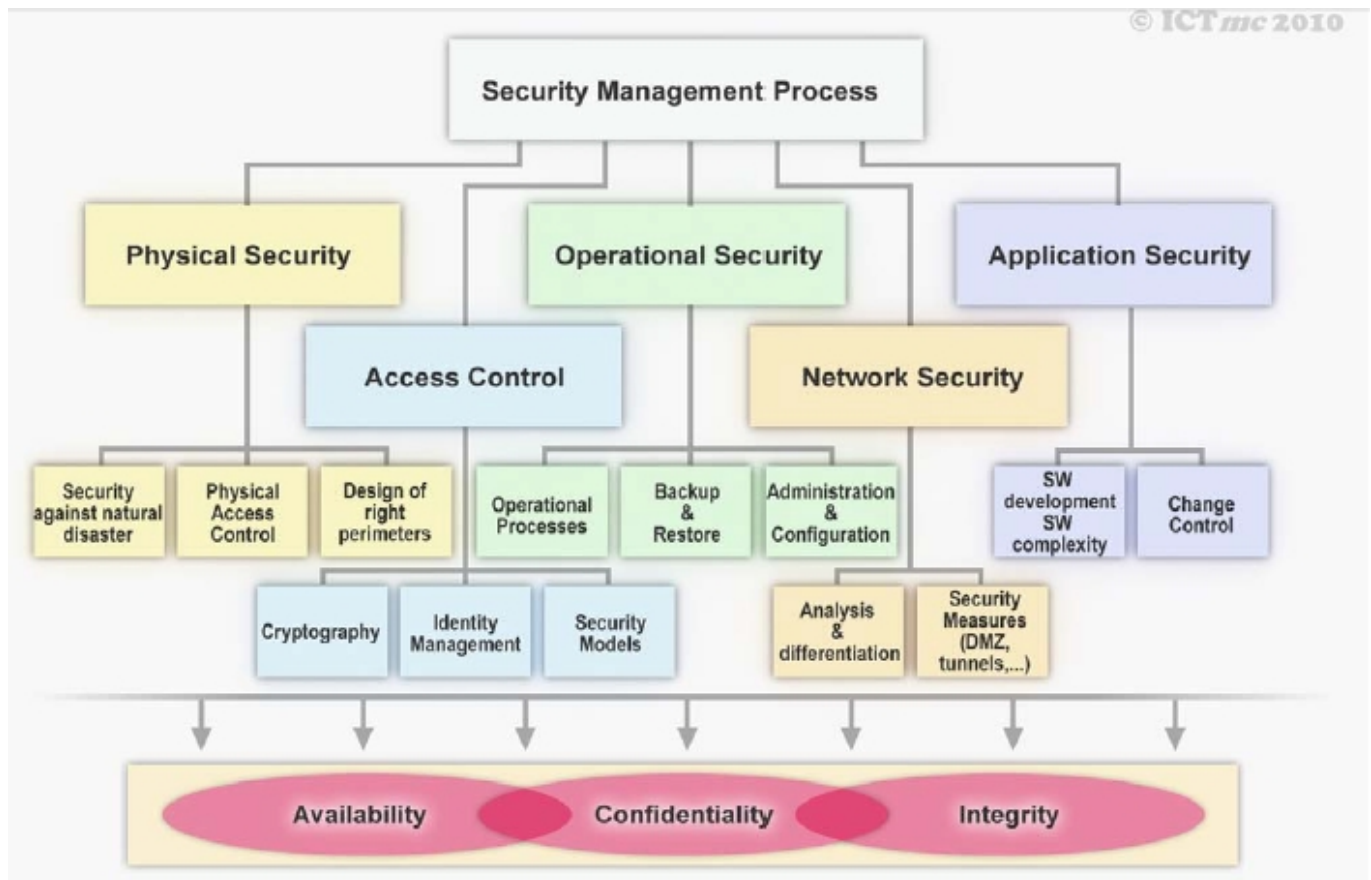 © ICTmc 2010
Security Management Process
Physical Security
Operational Security
Application Security
Access Control
Network Security
Security
against natural
disaster
Physical
Access
Control
Design of
right
perimeters
Operational
Processes
Backup
&
Restore
Administration
&
Configuration
SW
development
SW
complexity
Change
Control
Cryptography
Identity
Management
Security
Models
Analysis
&
differentiation
Security
Measures
(DMZ,
tunnels,...)
Availability
Confidentiality
Integrity